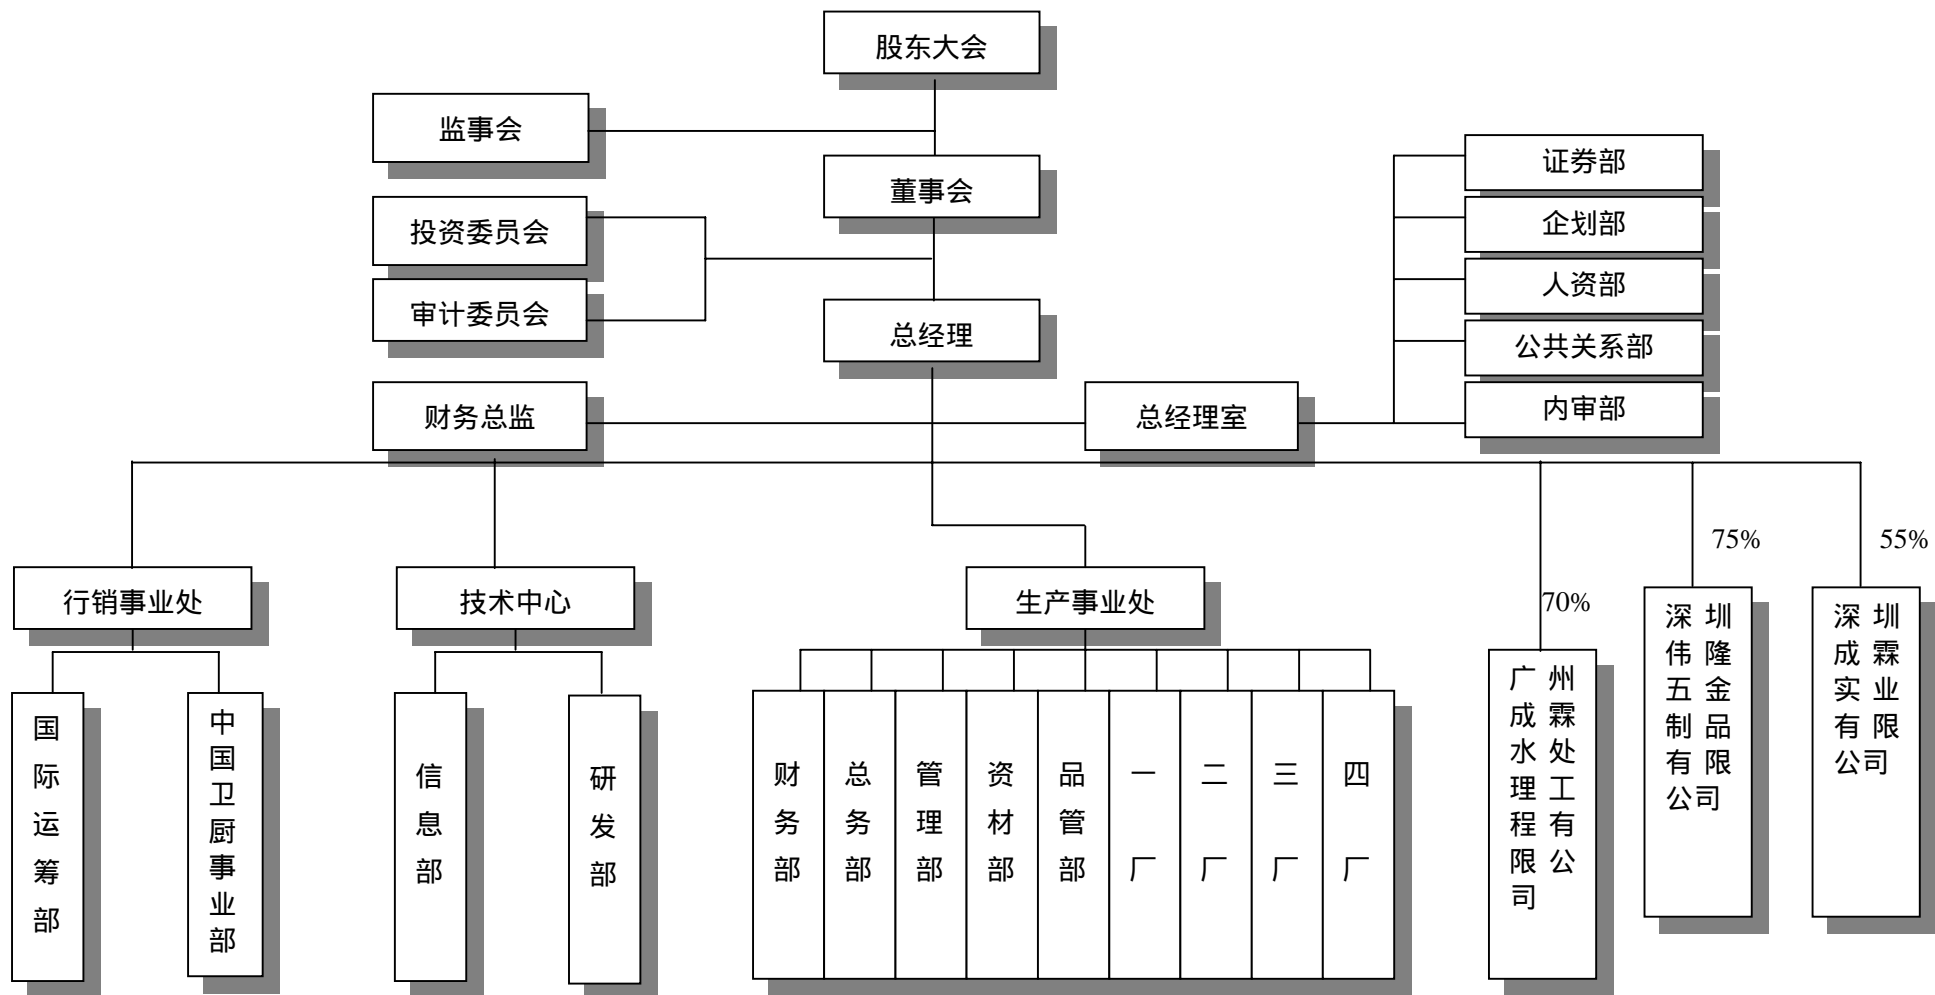 股东大会
监事会
董事会
证券部
投资委员会
企划部
人资部
审计委员会
总经理
公共关系部
财务总监
总经理室
内审部
75%
55%
70%
行销事业处
技术中心
生产事业处
国际运筹部
中国卫厨事业部
信息部
研发部
财务部
总务部
管理部
资材部
品管部
一厂
二厂
三厂
四厂
广州
成霖
水处
理工
程有
限公
司
深圳
伟隆
五金
制品
有限
公司
深圳
成霖
实业
有限
公司